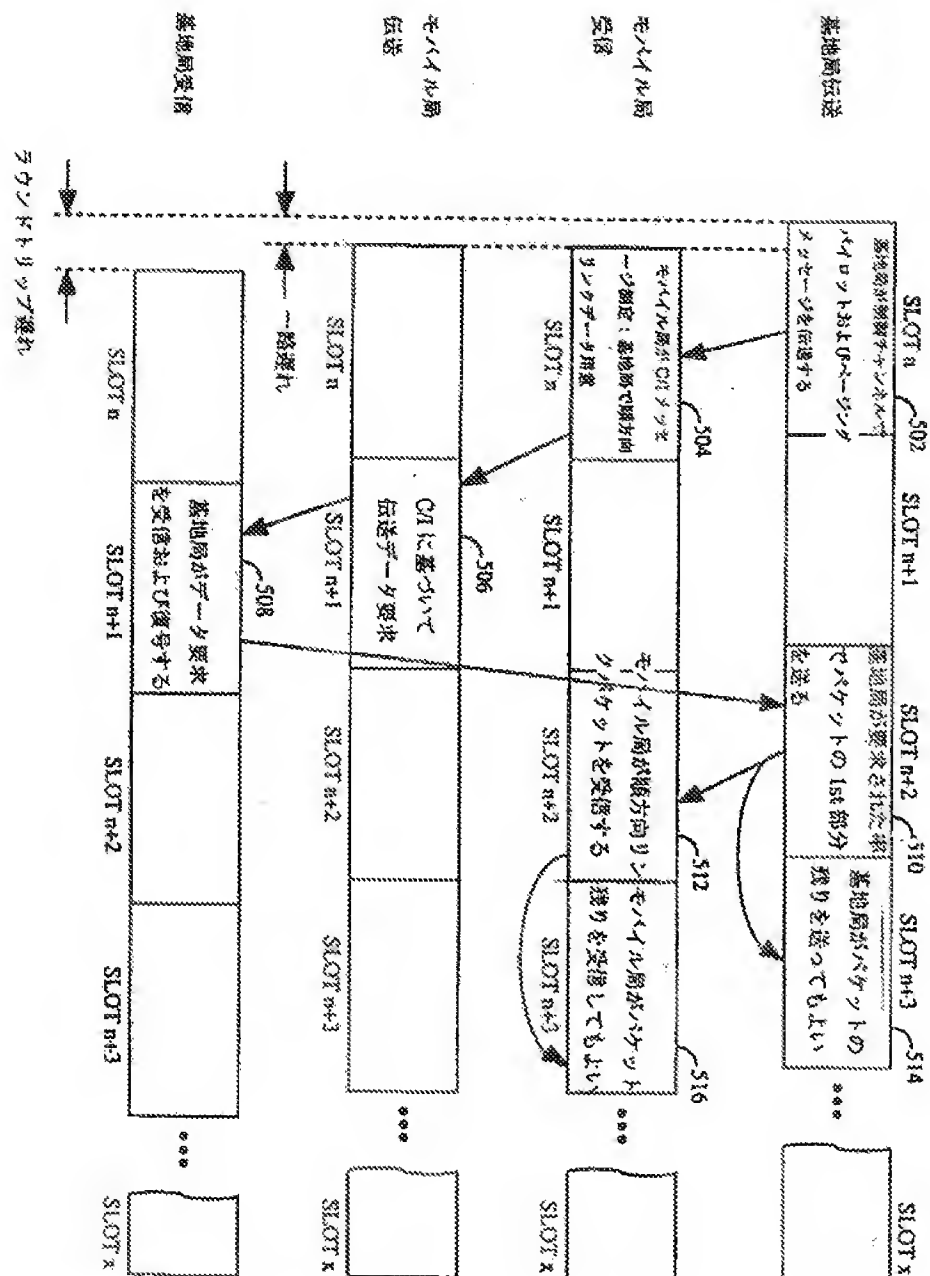 SLOT n
502
SLOT n+1
SLOT n+2
510
SLOT n+3
514
SLOT x
基地局伝送
基地局が制御チャンネルで
パイロットおよびページング
メッセージを伝送する
基地局が要求された率
でパケットの1st部分
を送る
基地局がパケットの
残りを送ってもよい
•••
504
512
516
モバイル局
受信
モバイル局がC/Iメッセ
ージ測定：基地局で順方向
リンクデータ用意
モバイル局が順方向リン
クパケットを受信する
モバイル局がパケット
残りを受信してもよい
•••
SLOT n
SLOT n+1
SLOT n+2
SLOT n+3
SLOT x
506
モバイル局
伝送
C/Iに基づいて
伝送データ要求
•••
SLOT n
SLOT n+1
SLOT n+2
SLOT n+3
SLOT x
一路遅れ
508
基地局受信
基地局がデータ要求
を受信および復号する
•••
SLOT n
SLOT n+1
SLOT n+2
SLOT n+3
SLOT x
ラウンドトリップ遅れ